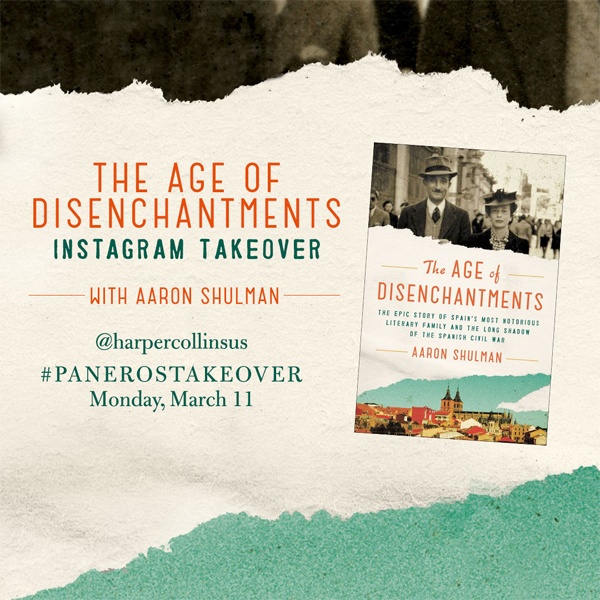 THE AGE OF
DISENCHANTMENTS
INSTAGRAM TAKEOVER
WITH AARON SHULMAN
@harpercollinsus
#PANEROSTAKEOVER
Monday, March 11
The AGE of
DISENCHANTMENTS
THE EPIC STORY OF SPAIN'S MOST NOTORIOUS
LITERARY FAMILY AND THE LONG SHADOW
OF THE SPANISH CIVIL WAR
AARON SHULMAN